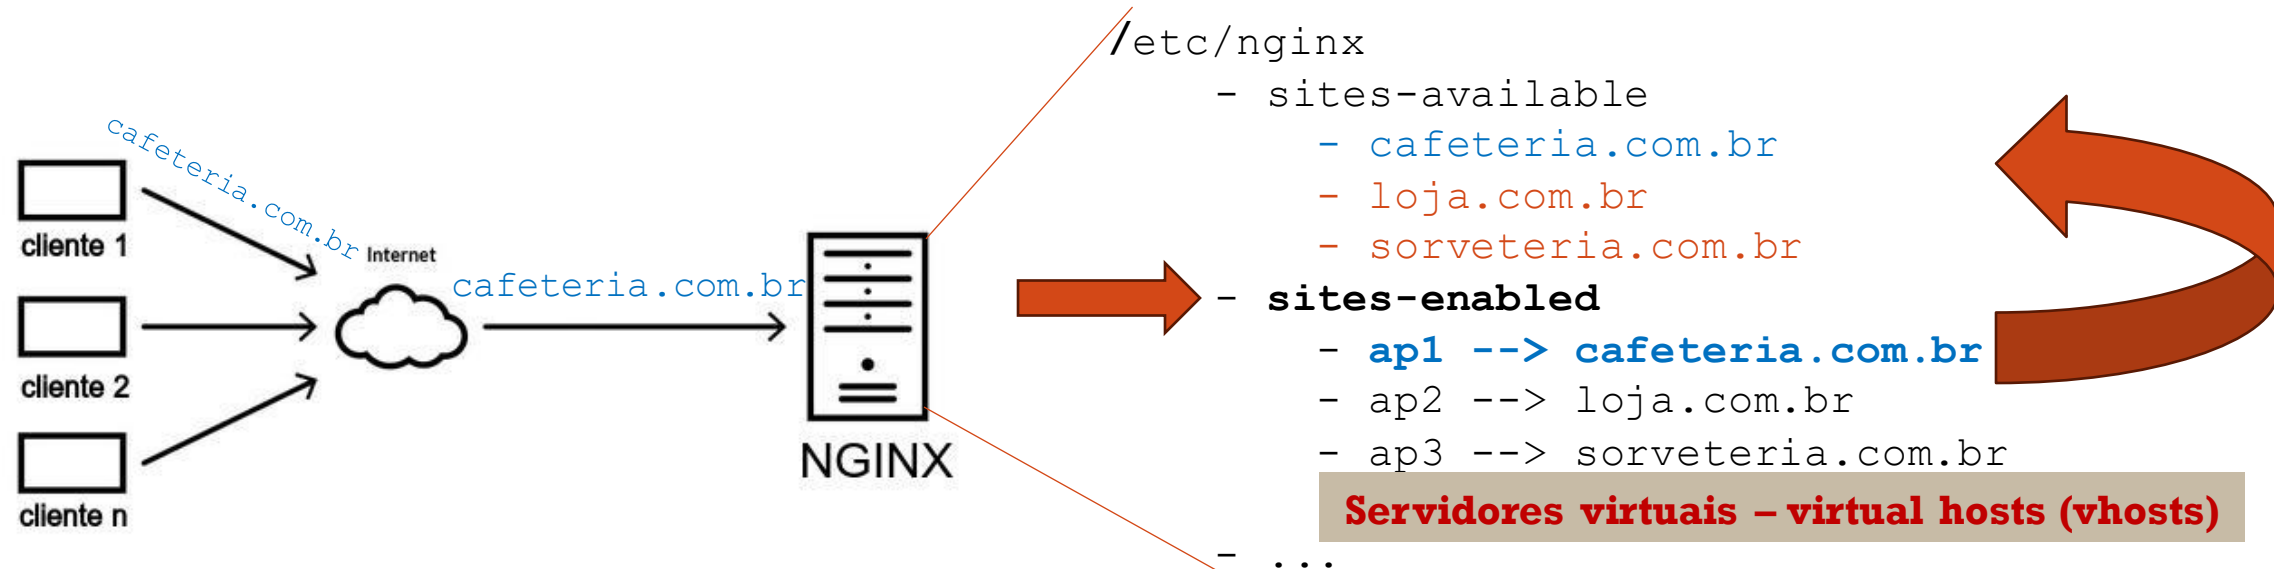 cafeteria.com.br
cliente 1
cliente 2
cliente n
Internet
cafeteria.com.br
NGINX
/etc/nginx
- sites-available
- cafeteria.com.br
- loja.com.br
- sorveteria.com.br
- sites-enabled
- ap1 --> cafeteria.com.br
- ap2 --> loja.com.br
- ap3 --> sorveteria.com.br
Servidores virtuais – virtual hosts (vhosts)
- ...